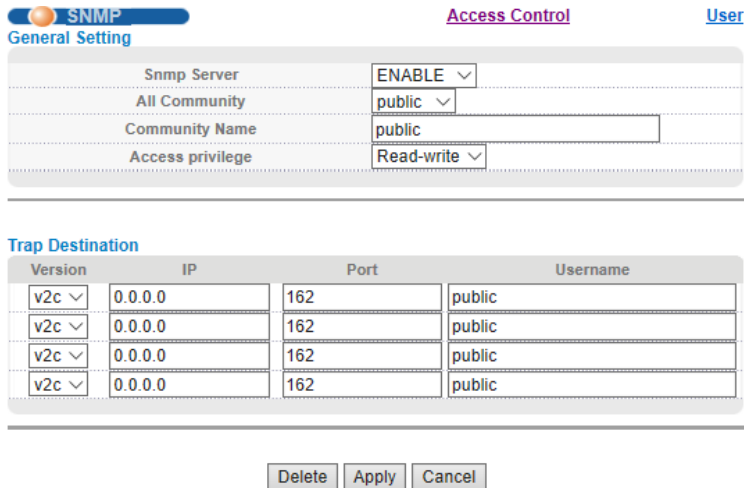 SNMP Access Control User
General Setting
Snmp Server ENABLE
All Community public
Community Name public
Access privilege Read-write
Trap Destination
Version IP Port Username
v2c 0.0.0.0 162 public
v2c 0.0.0.0 162 public
v2c 0.0.0.0 162 public
v2c 0.0.0.0 162 public
Delete Apply Cancel